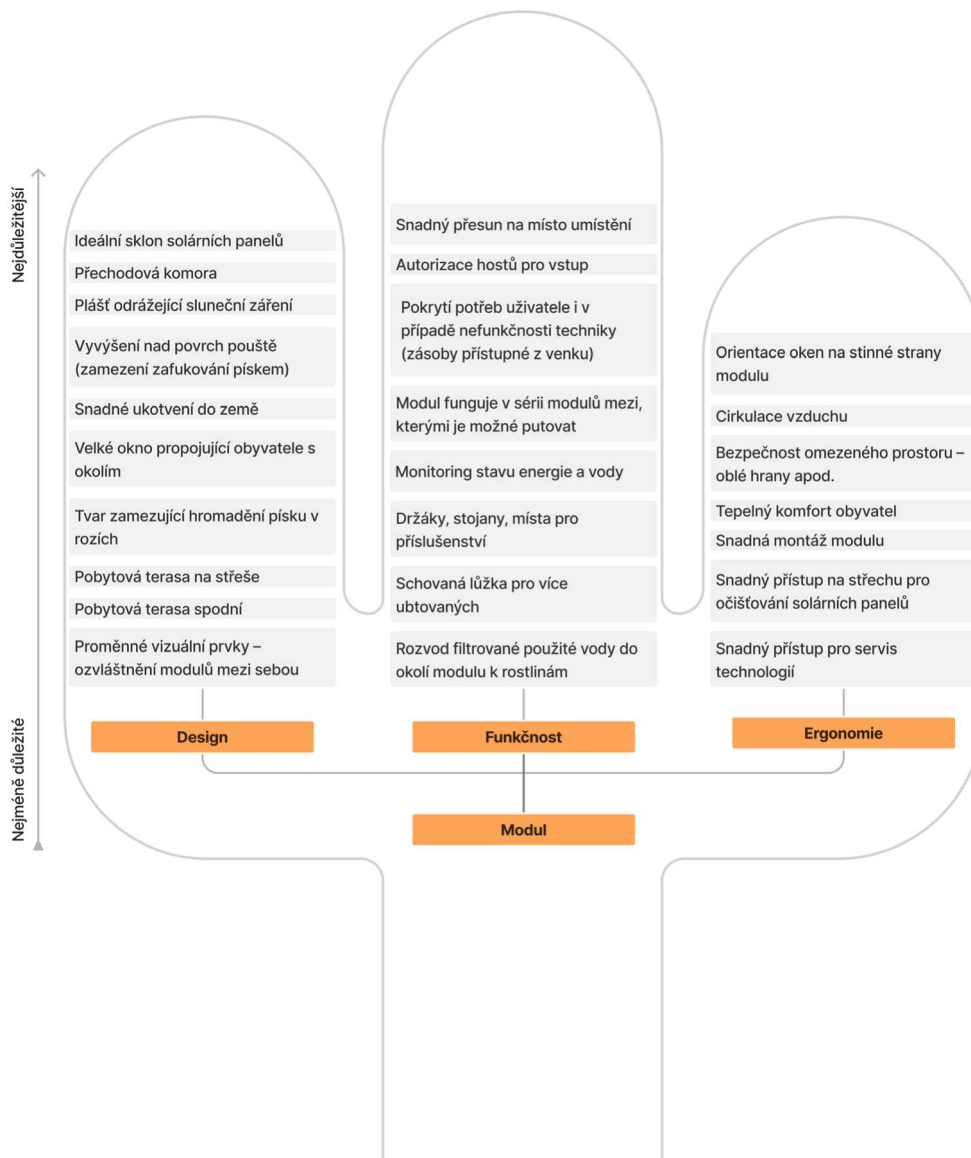 Nejdůležitější
Nejméně důležité
Ideální sklon solárních panelů
Přechodová komora
Plášť odrážející sluneční záření
Vyvýšení nad povrch pouště
(zamezení zafukování pískem)
Snadné ukotvení do země
Velké okno propojující obyvatele s
okolím
Tvar zamezující hromadění písku v
rozích
Pobytová terasa na střeše
Pobytová terasa spodní
Proměnné vizuální prvky –
ozvláštnění modulů mezi sebou
Design
Snadný přesun na místo umístění
Autorizace hostů pro vstup
Pokrytí potřeb uživatele i v
případě nefunkčnosti techniky
(zásoby přístupné z venku)
Modul funguje v sérii modulů mezi,
kterými je možné putovat
Monitoring stavu energie a vody
Držáky, stojany, místa pro
příslušenství
Schovaná lůžka pro více
ubtovaných
Rozvod filtrované použité vody do
okolí modulu k rostlinám
Funkčnost
Orientace oken na stinné strany
modulu
Cirkulace vzduchu
Bezpečnost omezeného prostoru –
oblé hrany apod.
Tepelný komfort obyvatel
Snadná montáž modulu
Snadný přístup na střechu pro
očišťování solárních panelů
Snadný přístup pro servis
technologií
Ergonomie
Modul